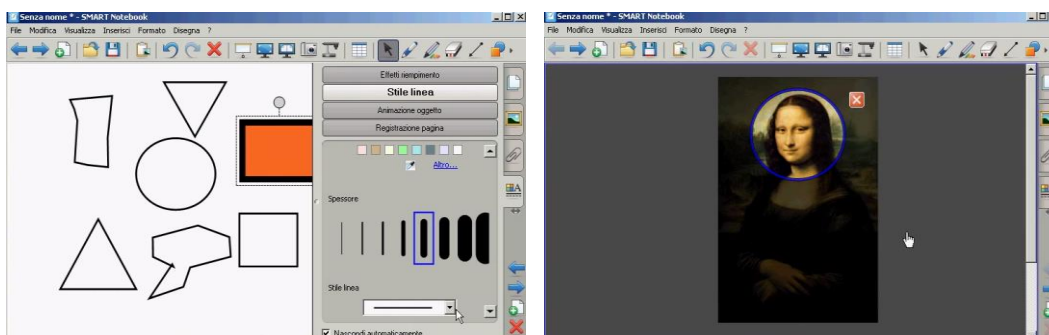 Senza nome * - SMART Notebook
File Modifica Visualizza Inserisci Formato Disegna ?
Effetti riempimento
Stile linea
Animazione oggetto
Registrazione pagina
Altro...
Spessore
Stile linea
Nascondi automaticamente
Senza nome * - SMART Notebook
File Modifica Visualizza Inserisci Formato Disegna ?